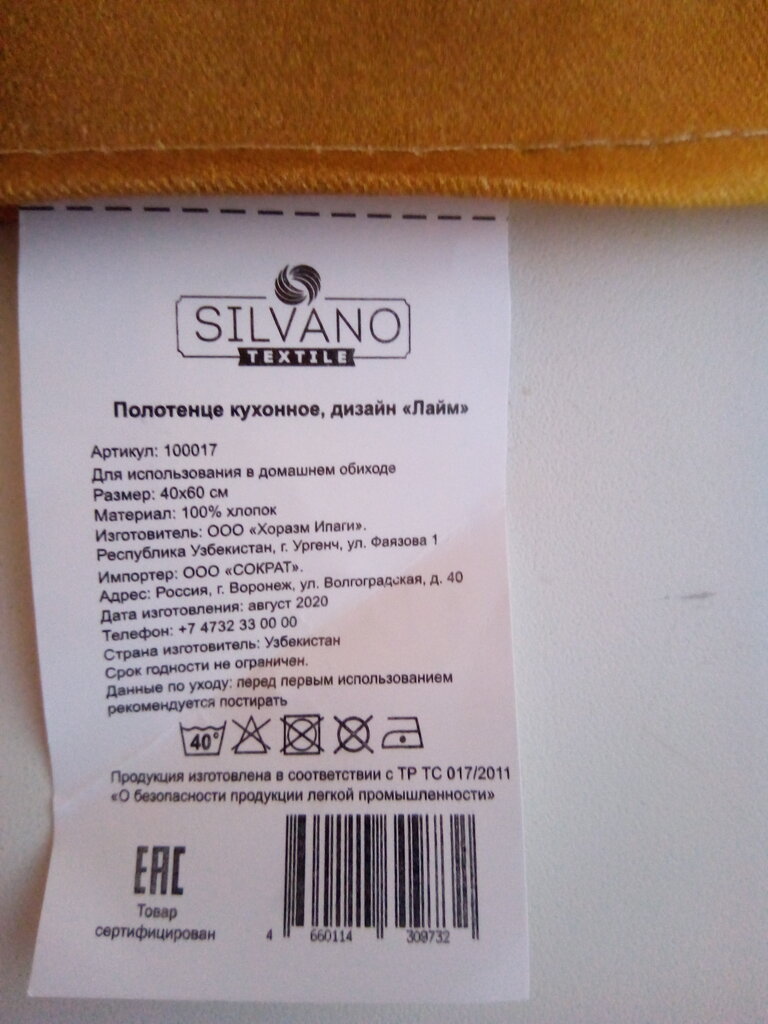 SILVANO
TEXTILE
Полотенце кухонное, дизайн «Лайм»
Артикул: 100017
Для использования в домашнем обиходе
Размер: 40х60 см
Материал: 100% хлопок
Изготовитель: ООО «Хоразм Ипаги».
Республика Узбекистан, г. Ургенч, ул. Фаязова 1
Импортер: ООО «СОКРАТ».
Адрес: Россия, г. Воронеж, ул. Волгоградская, д. 40
Дата изготовления: август 2020
Телефон: +7 4732 33 00 00
Страна изготовитель: Узбекистан
Срок годности не ограничен.
Данные по уходу: перед первым использованием
рекомендуется постирать
40°
Продукция изготовлена в соответствии с ТР ТС 017/2011
«О безопасности продукции легкой промышленности»
EAC
Товар
сертифицирован
4 660114 309732